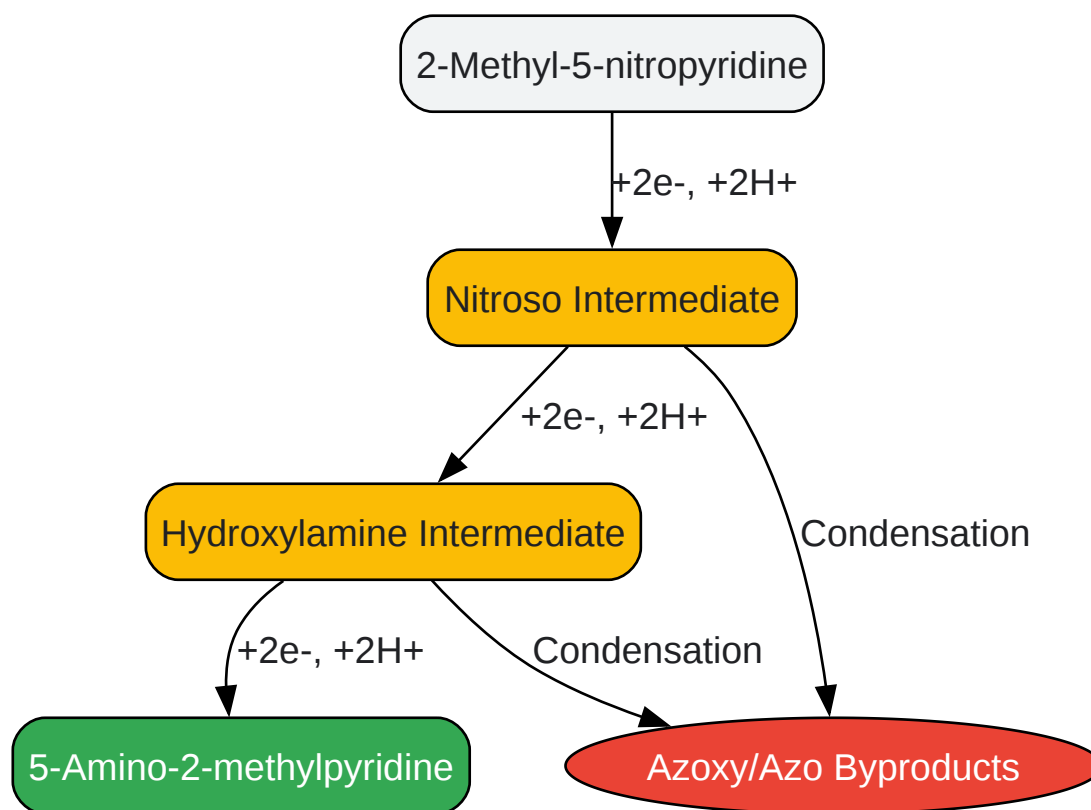 2-Methyl-5-nitropyridine
+2e-, +2H+
Nitroso Intermediate
+2e-, +2H+
Condensation
Hydroxylamine Intermediate
+2e-, +2H+
Condensation
5-Amino-2-methylpyridine
Azoxy/Azo Byproducts